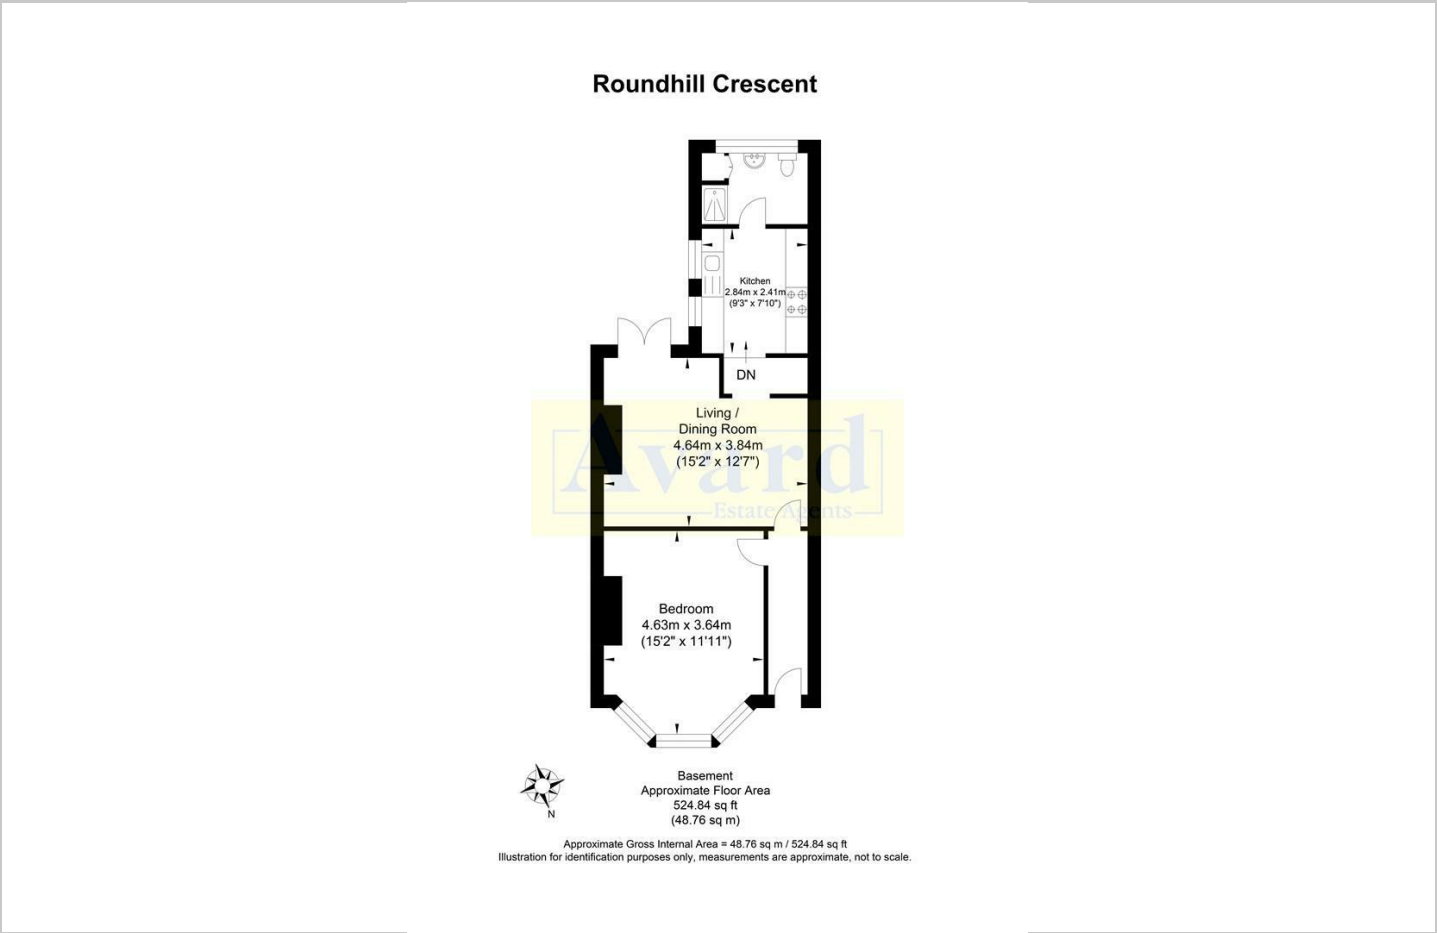 Roundhill Crescent
Kitchen
2.84m x 2.41m
(9'3" x 7'10")
DN
Living /
Dining Room
4.64m x 3.84m
(15'2" x 12'7")
Avard
Estate Agents
Bedroom
4.63m x 3.64m
(15'2" x 11'11")
N
Basement
Approximate Floor Area
524.84 sq ft
(48.76 sq m)
Approximate Gross Internal Area = 48.76 sq m / 524.84 sq ft
Illustration for identification purposes only, measurements are approximate, not to scale.